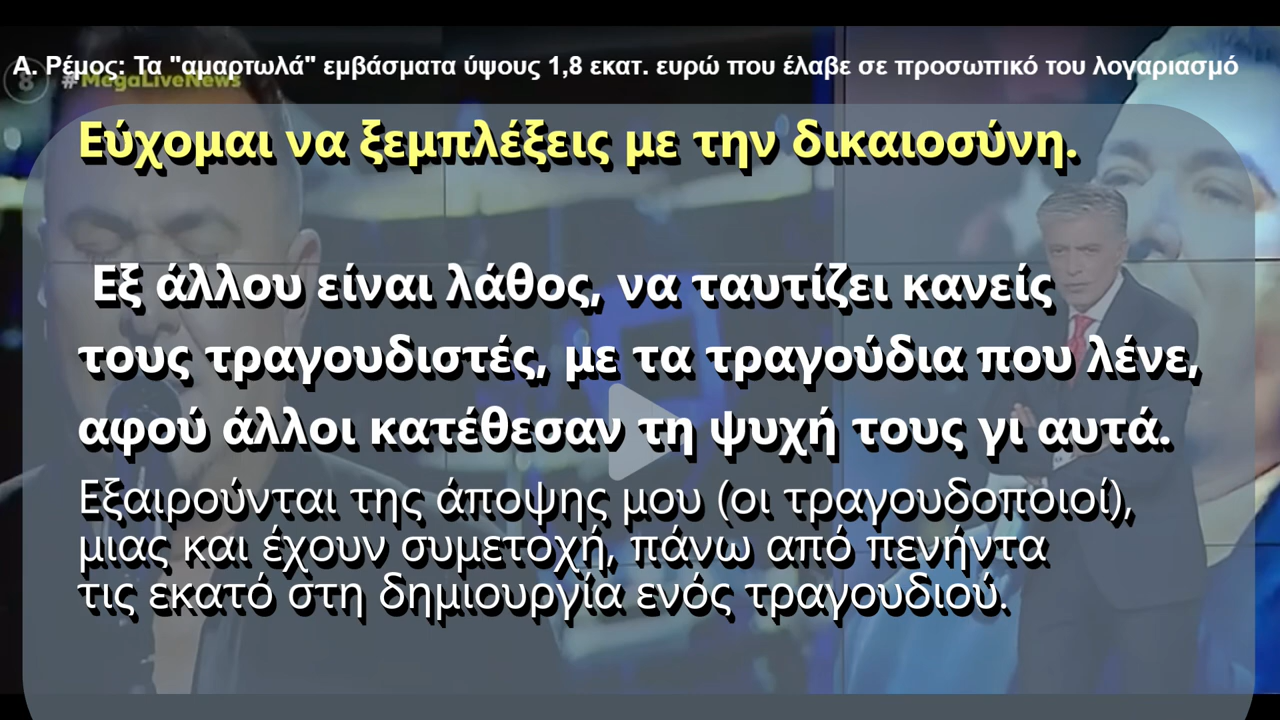 Α. Ρέμος: Τα "αμαρτωλά" εμβάσματα ύψους 1,8 εκατ. ευρώ που έλαβε σε προσωπικό του λογαριασμό
8 #MegaLiveNews
Εύχομαι να ξεμπλέξεις με την δικαιοσύνη.
Εξ άλλου είναι λάθος, να ταυτίζει κανείς
τους τραγουδιστές, με τα τραγούδια που λένε,
αφού άλλοι κατέθεσαν τη ψυχή τους γι αυτά.
Εξαιρούνται της άποψης μου (οι τραγουδοποιοί),
μιας και έχουν συμετοχή, πάνω από πενήντα
τις εκατό στη δημιουργία ενός τραγουδιού.